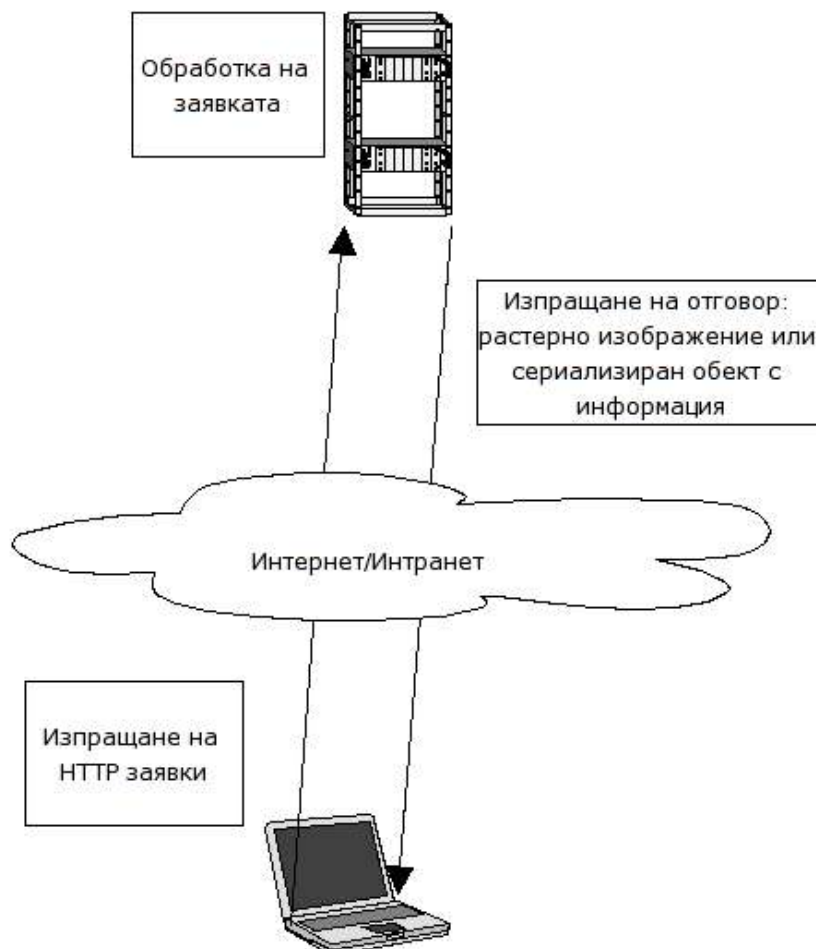 Обработка на
заявката
Изпращане на отговор:
растерно изображение или
сериализиран обект с
информация
Интернет/Интранет
Изпращане на
HTTP заявки